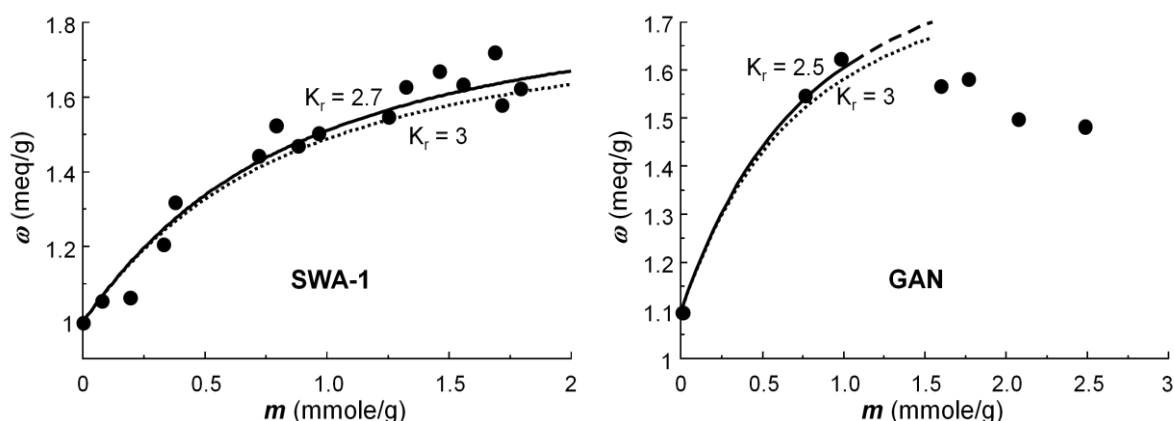 1.8
1.6
1.4
1.2
1
ω (meq/g)
K_r = 2.7
K_r = 3
SWA-1
0 0.5 1.0 1.5 2
m (mmole/g)
1.7
1.6
1.5
1.4
1.3
1.2
1.1
1
ω (meq/g)
K_r = 2.5
K_r = 3
GAN
0 0.5 1.0 1.5 2.0 2.5 3
m (mmole/g)